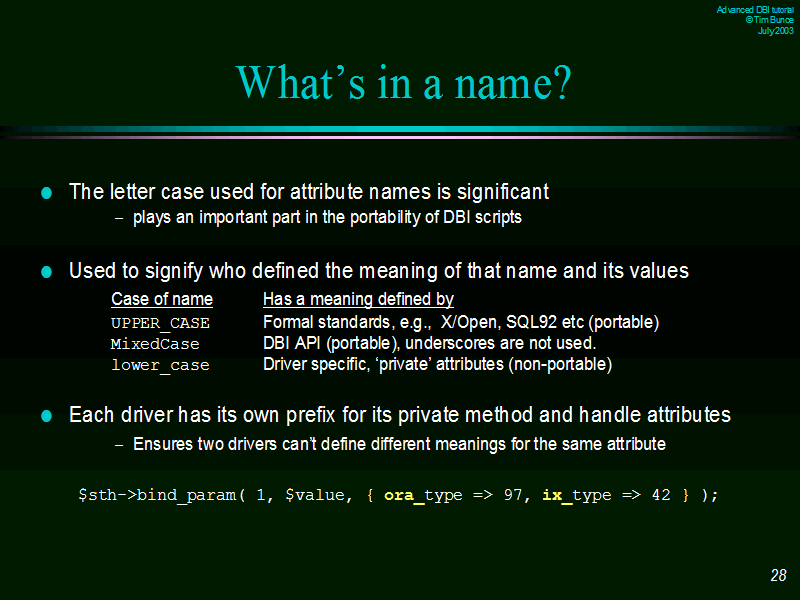 Advanced DBI tutorial
© Tim Bunce
July 2003
What’s in a name?
The letter case used for attribute names is significant
– plays an important part in the portability of DBI scripts
Used to signify who defined the meaning of that name and its values
Case of name Has a meaning defined by
UPPER_CASE Formal standards, e.g., X/Open, SQL92 etc (portable)
MixedCase DBI API (portable), underscores are not used.
lower_case Driver specific, ‘private’ attributes (non-portable)
Each driver has its own prefix for its private method and handle attributes
– Ensures two drivers can’t define different meanings for the same attribute
$sth->bind_param( 1, $value, { ora_type => 97, ix_type => 42 } );
28